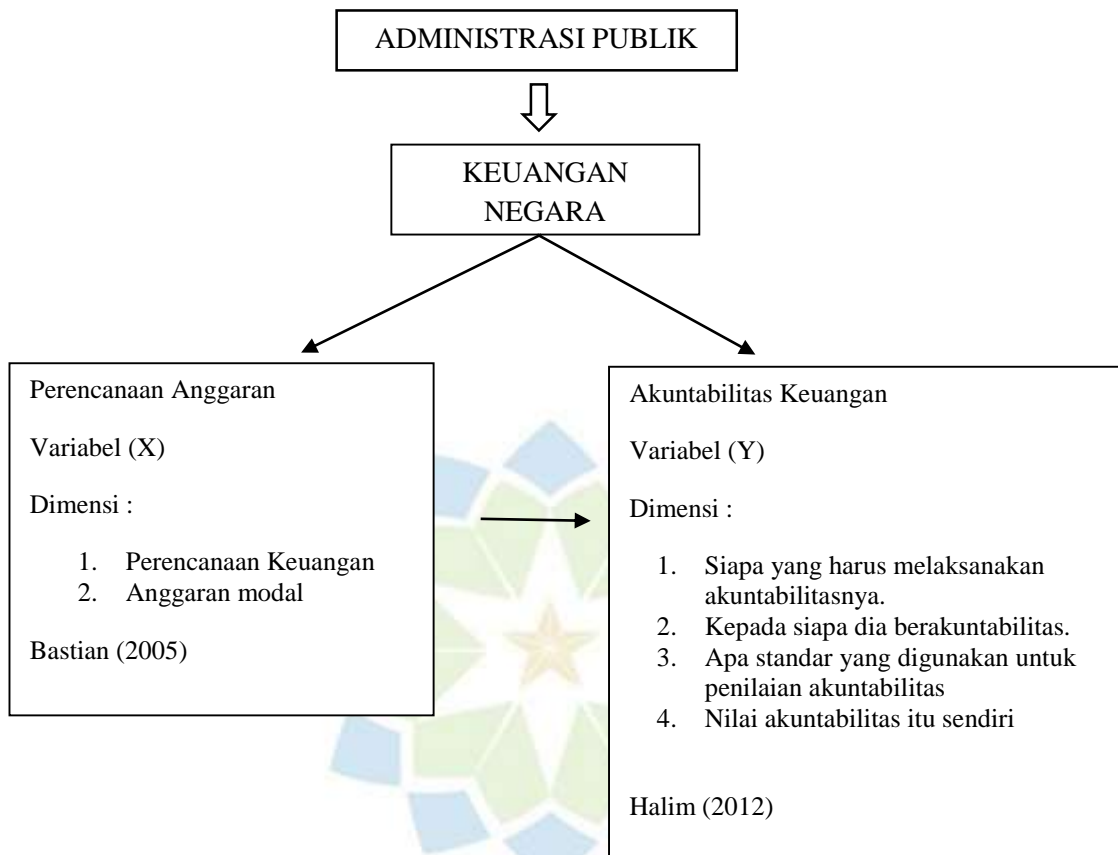 ADMINISTRASI PUBLIK
KEUANGAN
NEGARA
Perencanaan Anggaran
Variabel (X)
Dimensi :
1. Perencanaan Keuangan
2. Anggaran modal
Bastian (2005)
Akuntabilitas Keuangan
Variabel (Y)
Dimensi :
1. Siapa yang harus melaksanakan
akuntabilitasnya.
2. Kepada siapa dia berakuntabilitas.
3. Apa standar yang digunakan untuk
penilaian akuntabilitas
4. Nilai akuntabilitas itu sendiri
Halim (2012)